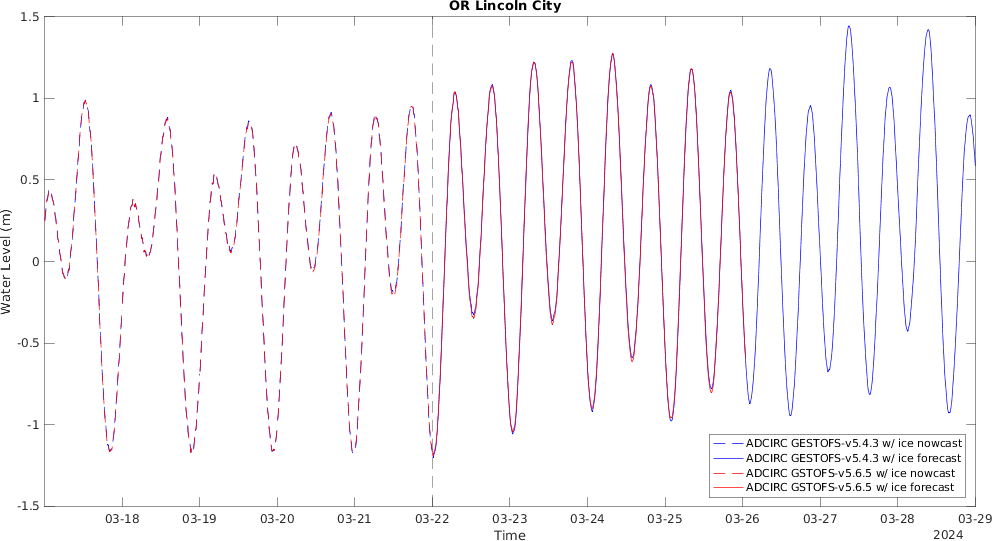 OR Lincoln City
1.5
1
0.5
0
-0.5
-1
-1.5
Water Level (m)
03-18 03-19 03-20 03-21 03-22 03-23 03-24 03-25 03-26 03-27 03-28 03-29
Time
2024
ADCIRC GESTOFS-v5.4.3 w/ ice nowcast
ADCIRC GESTOFS-v5.4.3 w/ ice forecast
ADCIRC GSTOFS-v5.6.5 w/ ice nowcast
ADCIRC GSTOFS-v5.6.5 w/ ice forecast